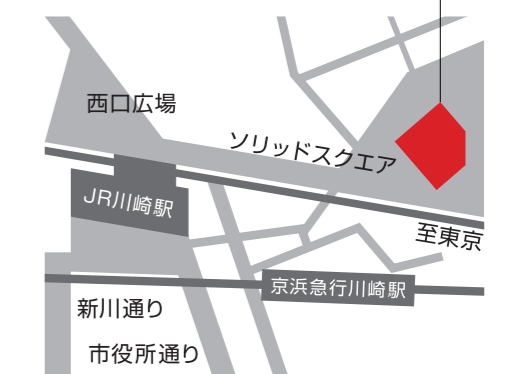 西口広場
ソリッドスクエア
JR川崎駅
至東京
京浜急行川崎駅
新川通り
市役所通り